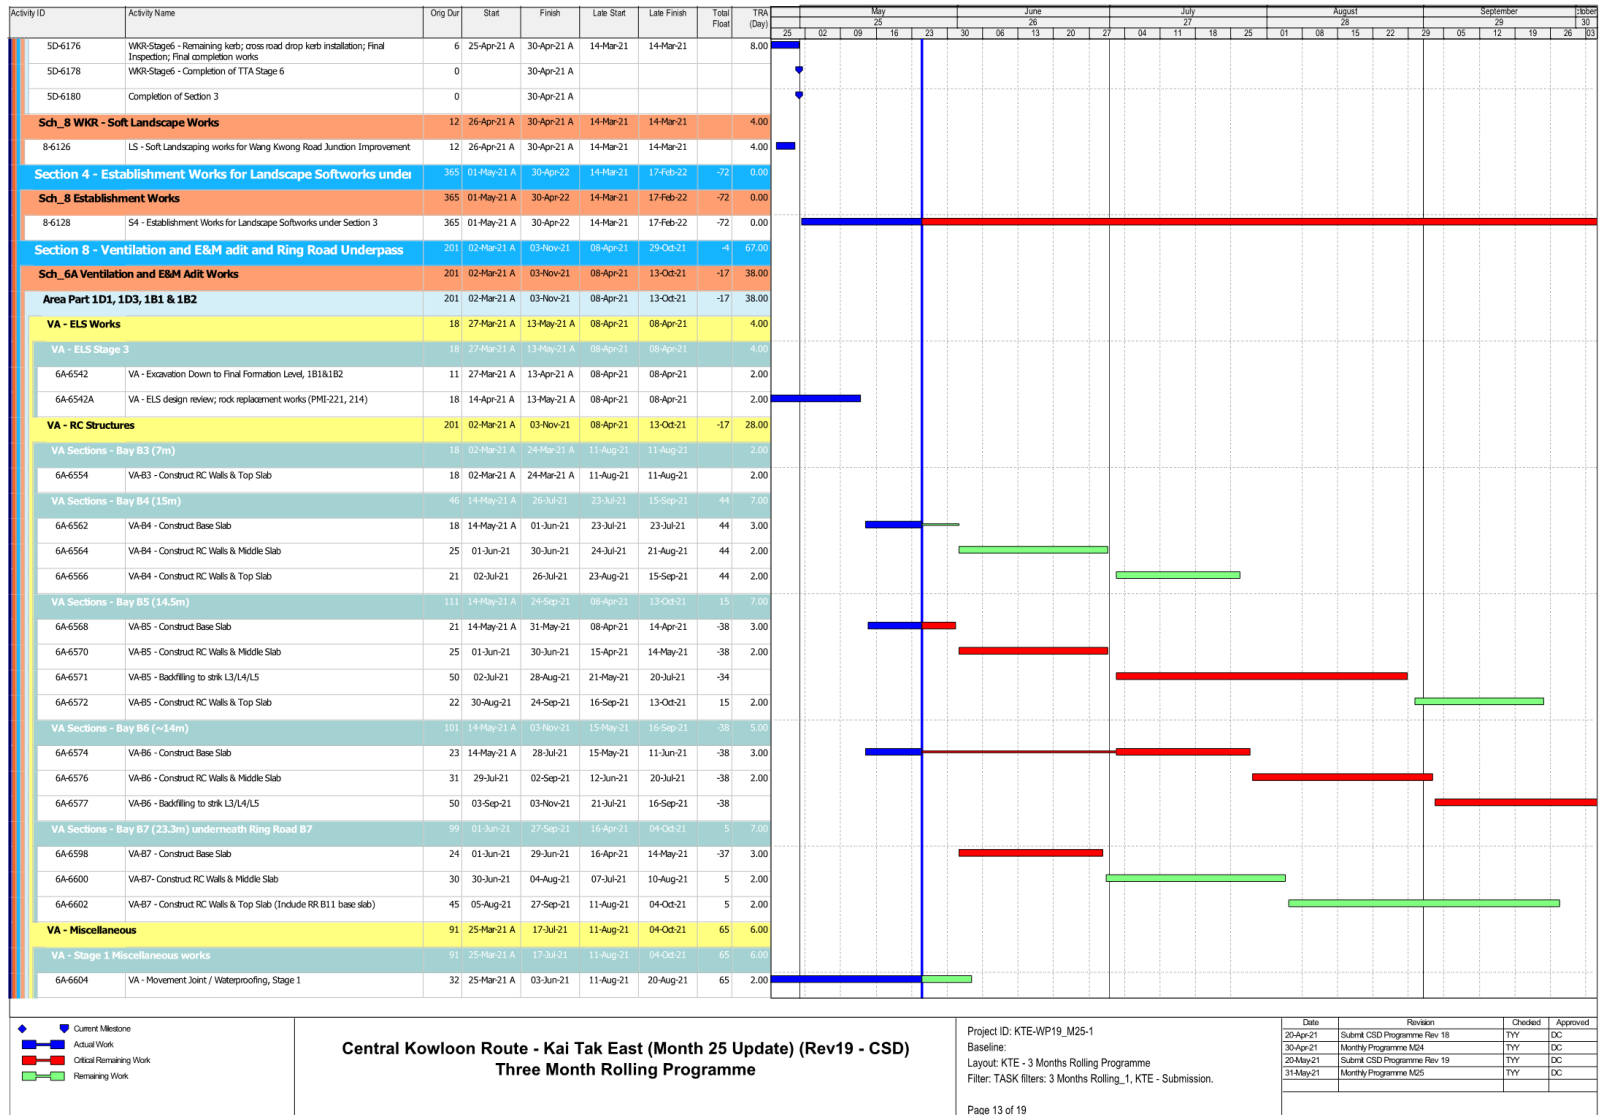 Activity ID Activity Name Orig Dur Start Finish Late Start Late Finish Total Float TRA (Day) May June July August September ctober
25 26 27 28 29 30
25 02 09 16 23 30 06 13 20 27 04 11 18 25 01 08 15 22 29 05 12 19 26 03
5D-6176 WKR-Stage6 - Remaining kerb; cross road drop kerb installation; Final Inspection; Final completion works 6 25-Apr-21 A 30-Apr-21 A 14-Mar-21 14-Mar-21 8.00
5D-6178 WKR-Stage6 - Completion of TTA Stage 6 0 30-Apr-21 A
5D-6180 Completion of Section 3 0 30-Apr-21 A
Sch_8 WKR - Soft Landscape Works 12 26-Apr-21 A 30-Apr-21 A 14-Mar-21 14-Mar-21 4.00
8-6126 LS - Soft Landscaping works for Wang Kwong Road Junction Improvement 12 26-Apr-21 A 30-Apr-21 A 14-Mar-21 14-Mar-21 4.00
Section 4 - Establishment Works for Landscape Softworks under 365 01-May-21 A 30-Apr-22 14-Mar-21 17-Feb-22 -72 0.00
Sch_8 Establishment Works 365 01-May-21 A 30-Apr-22 14-Mar-21 17-Feb-22 -72 0.00
8-6128 S4 - Establishment Works for Landscape Softworks under Section 3 365 01-May-21 A 30-Apr-22 14-Mar-21 17-Feb-22 -72 0.00
Section 8 - Ventilation and E&M adit and Ring Road Underpass 201 02-Mar-21 A 03-Nov-21 08-Apr-21 29-Oct-21 -4 67.00
Sch_6A Ventilation and E&M Adit Works 201 02-Mar-21 A 03-Nov-21 08-Apr-21 13-Oct-21 -17 38.00
Area Part 1D1, 1D3, 1B1 & 1B2 201 02-Mar-21 A 03-Nov-21 08-Apr-21 13-Oct-21 -17 38.00
VA - ELS Works 18 27-Mar-21 A 13-May-21 A 08-Apr-21 08-Apr-21 4.00
VA - ELS Stage 3 18 27-Mar-21 A 13-May-21 A 08-Apr-21 08-Apr-21 4.00
6A-6542 VA - Excavation Down to Final Formation Level, 1B1&1B2 11 27-Mar-21 A 13-Apr-21 A 08-Apr-21 08-Apr-21 2.00
6A-6542A VA - ELS design review; rock replacement works (PMI-221, 214) 18 14-Apr-21 A 13-May-21 A 08-Apr-21 08-Apr-21 2.00
VA - RC Structures 201 02-Mar-21 A 03-Nov-21 08-Apr-21 13-Oct-21 -17 28.00
VA Sections - Bay B3 (7m) 18 02-Mar-21 A 24-Mar-21 A 11-Aug-21 11-Aug-21 2.00
6A-6554 VA-B3 - Construct RC Walls & Top Slab 18 02-Mar-21 A 24-Mar-21 A 11-Aug-21 11-Aug-21 2.00
VA Sections - Bay B4 (15m) 46 14-May-21 A 26-Jul-21 23-Jul-21 15-Sep-21 44 7.00
6A-6562 VA-B4 - Construct Base Slab 18 14-May-21 A 01-Jun-21 23-Jul-21 23-Jul-21 44 3.00
6A-6564 VA-B4 - Construct RC Walls & Middle Slab 25 01-Jun-21 30-Jun-21 24-Jul-21 21-Aug-21 44 2.00
6A-6566 VA-B4 - Construct RC Walls & Top Slab 21 02-Jul-21 26-Jul-21 23-Aug-21 15-Sep-21 44 2.00
VA Sections - Bay B5 (14.5m) 111 14-May-21 A 24-Sep-21 08-Apr-21 13-Oct-21 15 7.00
6A-6568 VA-B5 - Construct Base Slab 21 14-May-21 A 31-May-21 08-Apr-21 14-Apr-21 -38 3.00
6A-6570 VA-B5 - Construct RC Walls & Middle Slab 25 01-Jun-21 30-Jun-21 15-Apr-21 14-May-21 -38 2.00
6A-6571 VA-B5 - Backfilling to strik L3/L4/L5 50 02-Jul-21 28-Aug-21 21-May-21 20-Jul-21 -34
6A-6572 VA-B5 - Construct RC Walls & Top Slab 22 30-Aug-21 24-Sep-21 16-Sep-21 13-Oct-21 15 2.00
VA Sections - Bay B6 (~14m) 101 14-May-21 A 03-Nov-21 15-May-21 16-Sep-21 -38 5.00
6A-6574 VA-B6 - Construct Base Slab 23 14-May-21 A 28-Jul-21 15-May-21 11-Jun-21 -38 3.00
6A-6576 VA-B6 - Construct RC Walls & Middle Slab 31 29-Jul-21 02-Sep-21 12-Jun-21 20-Jul-21 -38 2.00
6A-6577 VA-B6 - Backfilling to strik L3/L4/L5 50 03-Sep-21 03-Nov-21 21-Jul-21 16-Sep-21 -38
VA Sections - Bay B7 (23.3m) underneath Ring Road B7 99 01-Jun-21 27-Sep-21 16-Apr-21 04-Oct-21 5 7.00
6A-6598 VA-B7 - Construct Base Slab 24 01-Jun-21 29-Jun-21 16-Apr-21 14-May-21 -37 3.00
6A-6600 VA-B7- Construct RC Walls & Middle Slab 30 30-Jun-21 04-Aug-21 07-Jul-21 10-Aug-21 5 2.00
6A-6602 VA-B7 - Construct RC Walls & Top Slab (Include RR B11 base slab) 45 05-Aug-21 27-Sep-21 11-Aug-21 04-Oct-21 5 2.00
VA - Miscellaneous 91 25-Mar-21 A 17-Jul-21 11-Aug-21 04-Oct-21 65 6.00
VA - Stage 1 Miscellaneous works 91 25-Mar-21 A 17-Jul-21 11-Aug-21 04-Oct-21 65 6.00
6A-6604 VA - Movement Joint / Waterproofing, Stage 1 32 25-Mar-21 A 03-Jun-21 11-Aug-21 20-Aug-21 65 2.00
Current Milestone
Actual Work
Critical Remaining Work
Remaining Work
Central Kowloon Route - Kai Tak East (Month 25 Update) (Rev19 - CSD)
Three Month Rolling Programme
Project ID: KTE-WP19_M25-1
Baseline:
Layout: KTE - 3 Months Rolling Programme
Filter: TASK filters: 3 Months Rolling_1, KTE - Submission.
Page 13 of 19
Date Revision Checked Approved
20-Apr-21 Submit CSD Programme Rev 18 TYY DC
30-Apr-21 Monthly Programme M24 TYY DC
20-May-21 Submit CSD Programme Rev 19 TYY DC
31-May-21 Monthly Programme M25 TYY DC